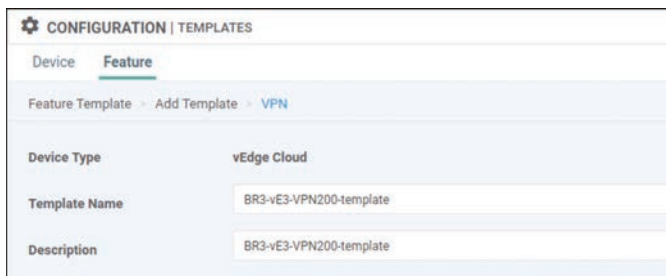 CONFIGURATION | TEMPLATES
Device Feature
Feature Template > Add Template > VPN
Device Type vEdge Cloud
Template Name BR3-vE3-VPN200-template
Description BR3-vE3-VPN200-template